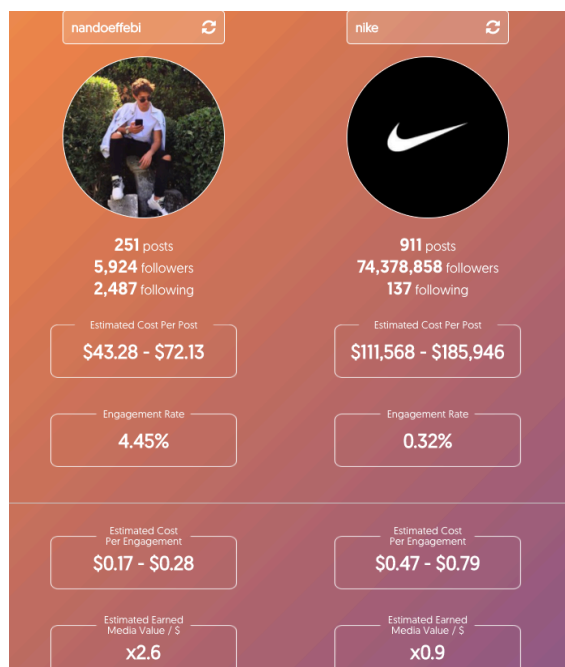 nandoeffebi
251 posts
5,924 followers
2,487 following
Estimated Cost Per Post
$43.28 - $72.13
Engagement Rate
4.45%
Estimated Cost
Per Engagement
$0.17 - $0.28
Estimated Earned
Media Value / $
x2.6
nike
911 posts
74,378,858 followers
137 following
Estimated Cost Per Post
$111,568 - $185,946
Engagement Rate
0.32%
Estimated Cost
Per Engagement
$0.47 - $0.79
Estimated Earned
Media Value / $
x0.9